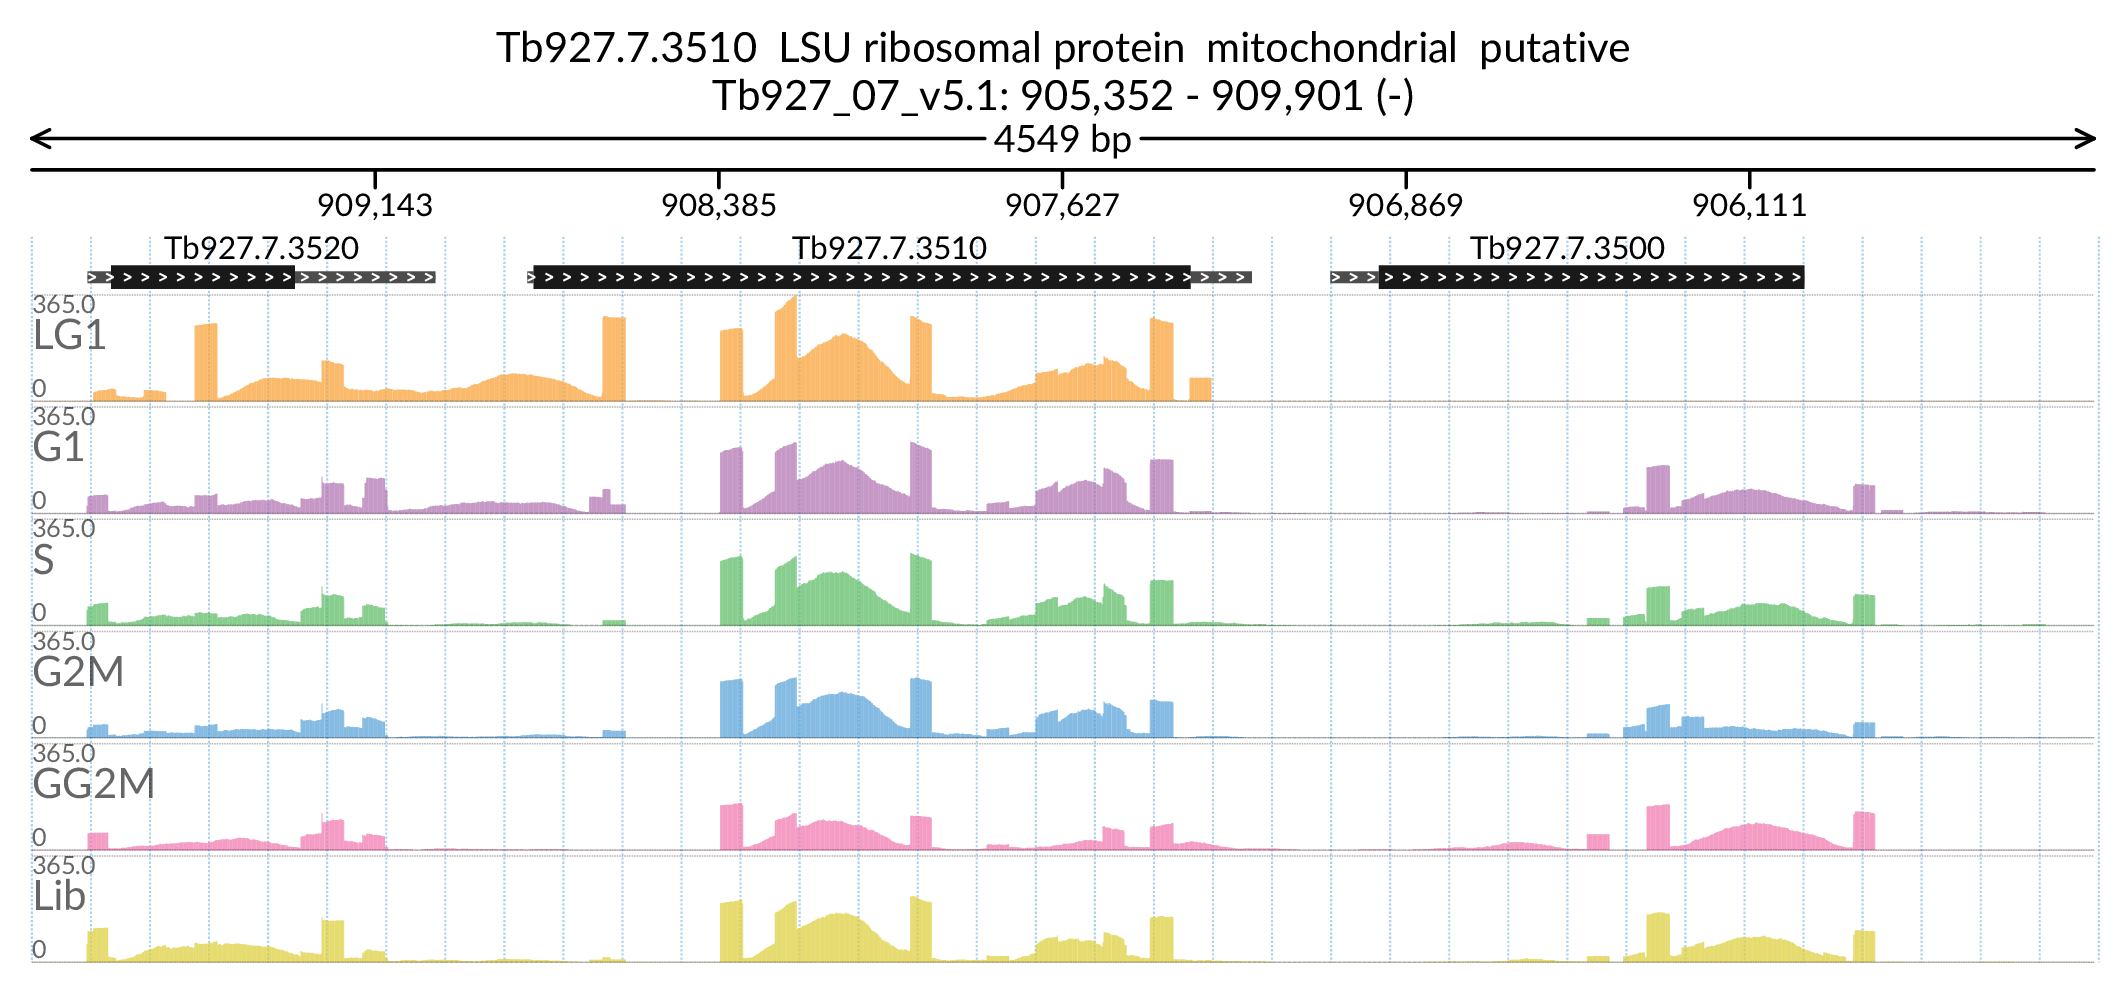 Tb927.7.3510 LSU ribosomal protein mitochondrial putative
Tb927_07_v5.1: 905,352 - 909,901 (-)
4549 bp
909,143 908,385 907,627 906,869 906,111
Tb927.7.3520 Tb927.7.3510 Tb927.7.3500
365.0
LG1
0
365.0
G1
0
365.0
S
0
365.0
G2M
0
365.0
GG2M
0
365.0
Lib
0